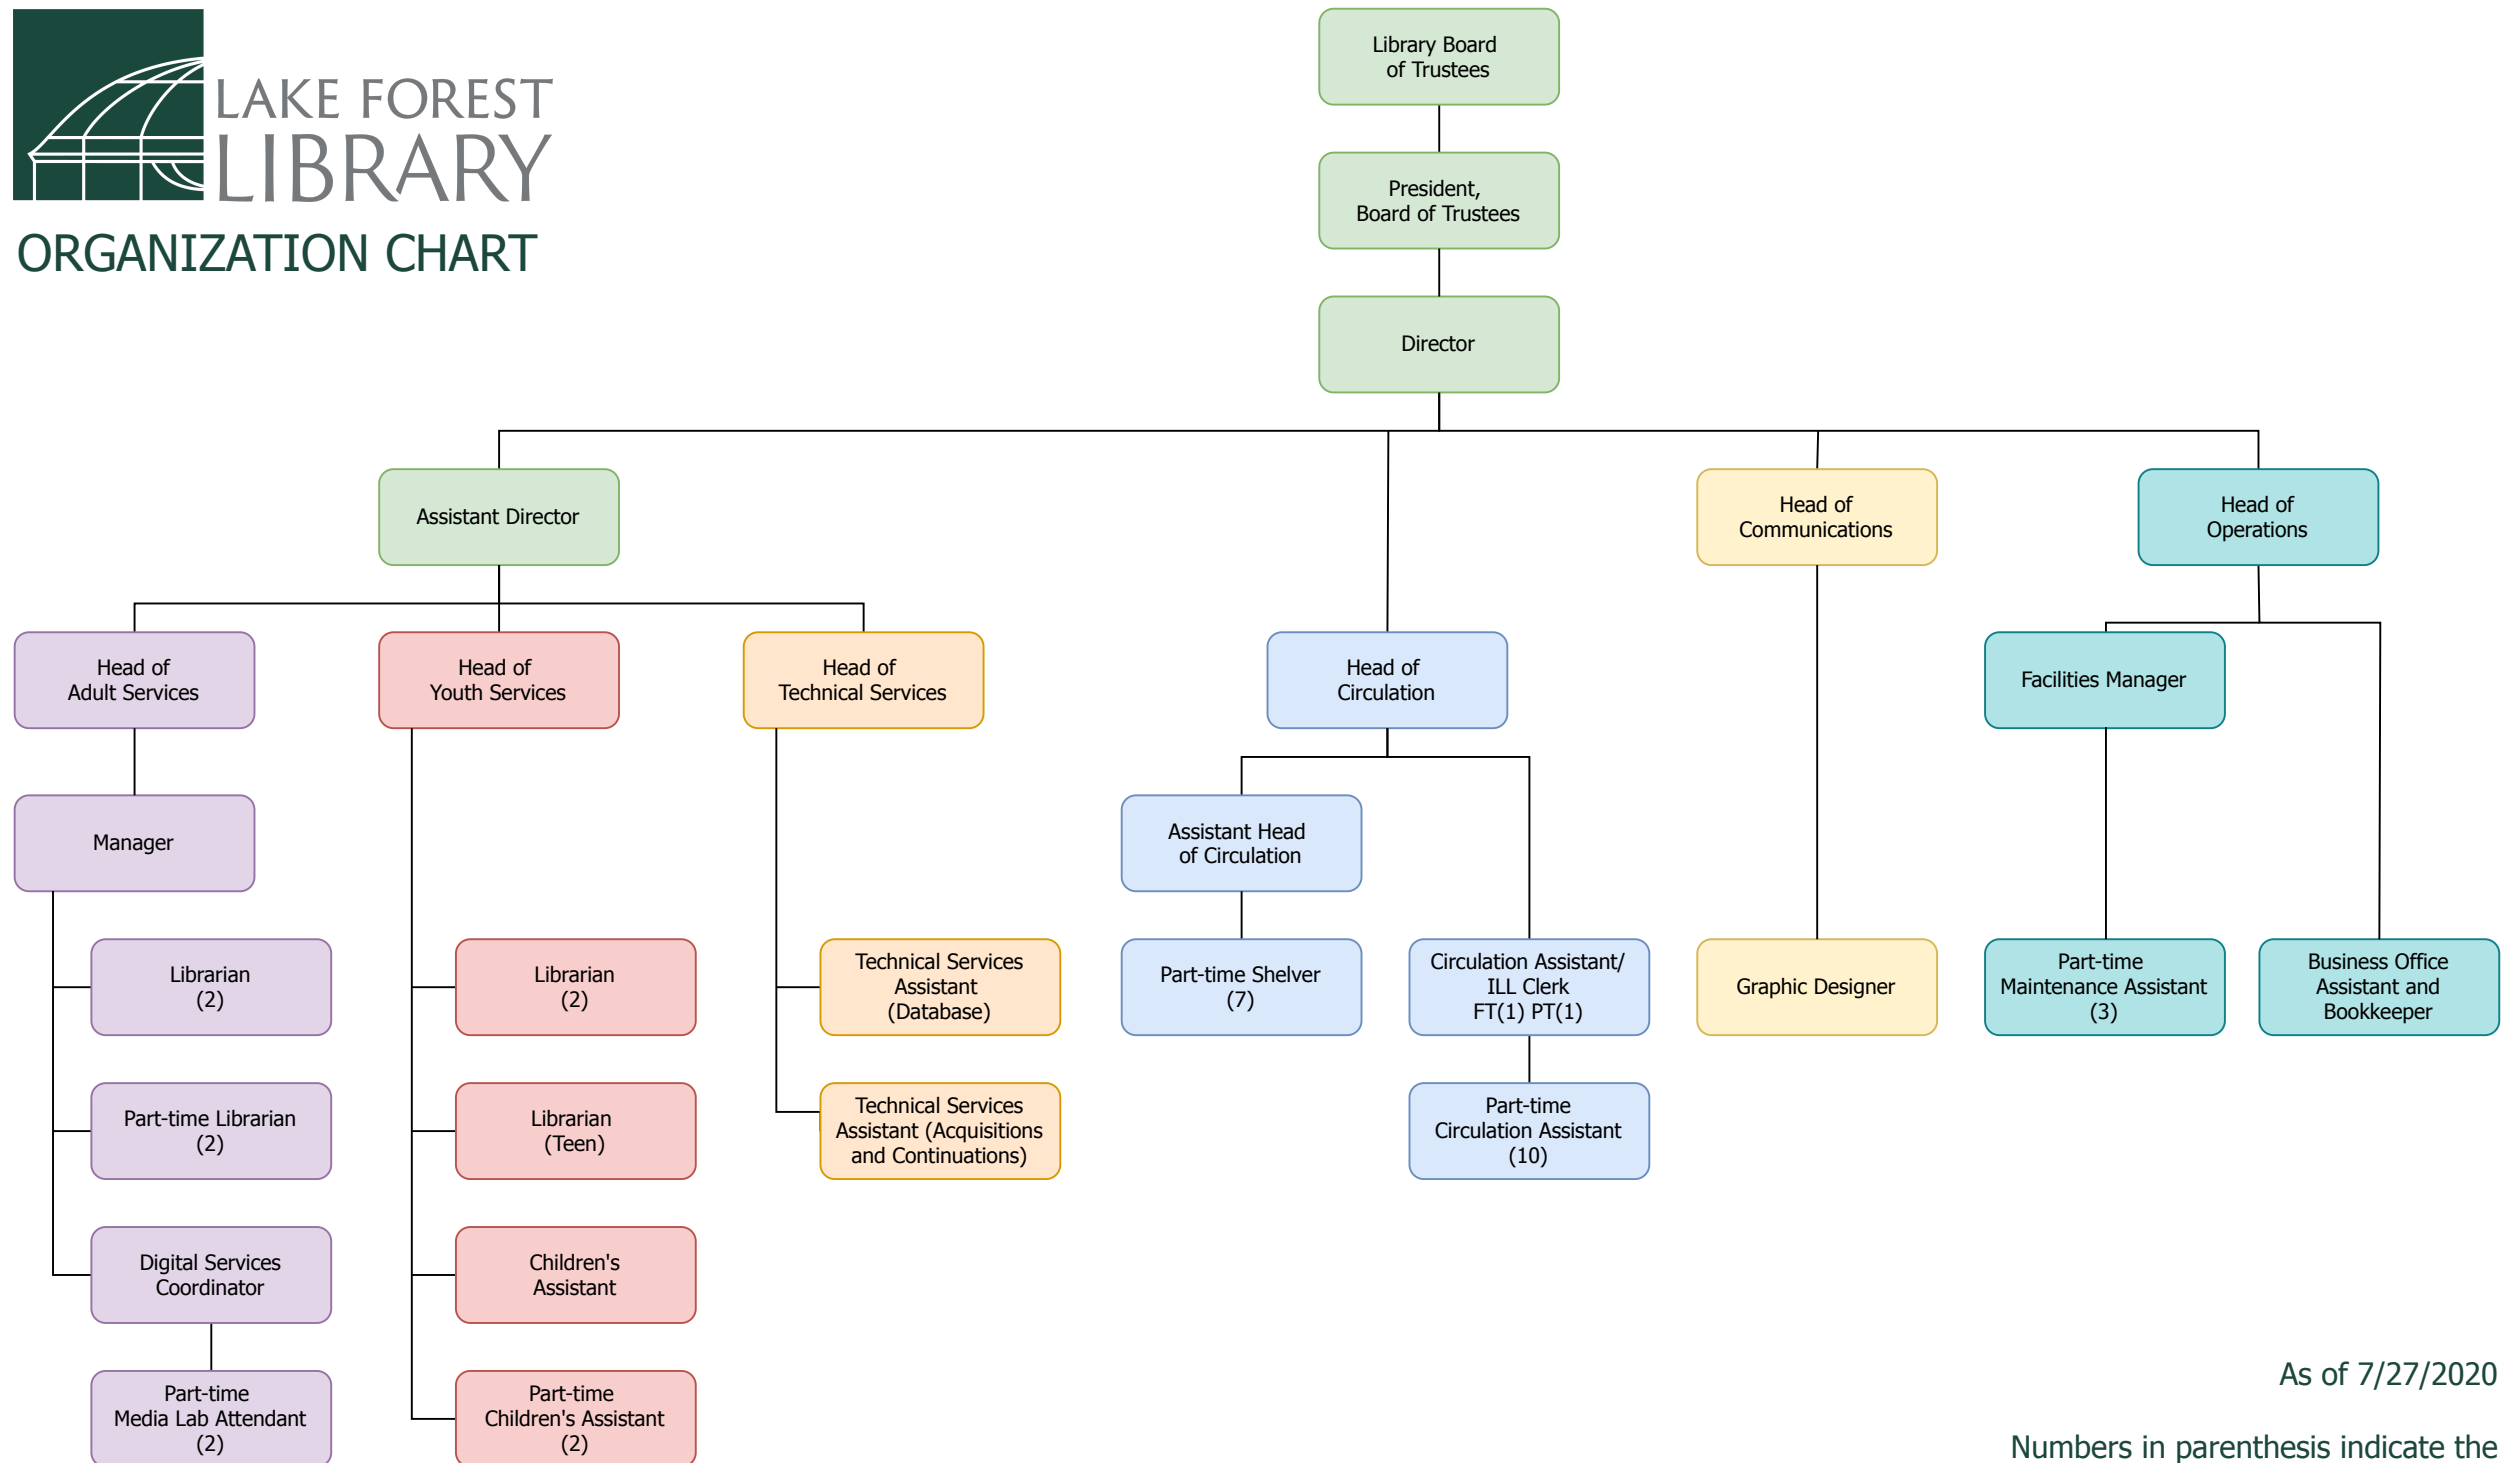 LAKE FOREST
LIBRARY
ORGANIZATION CHART
Library Board
of Trustees
President,
Board of Trustees
Director
Assistant Director
Head of
Communications
Head of
Operations
Head of
Adult Services
Head of
Youth Services
Head of
Technical Services
Head of
Circulation
Facilities Manager
Manager
Assistant Head
of Circulation
Librarian
(2)
Librarian
(2)
Technical Services
Assistant
(Database)
Part-time Shelver
(7)
Circulation Assistant/
ILL Clerk
FT(1) PT(1)
Graphic Designer
Part-time
Maintenance Assistant
(3)
Business Office
Assistant and
Bookkeeper
Part-time Librarian
(2)
Librarian
(Teen)
Technical Services
Assistant (Acquisitions
and Continuations)
Part-time
Circulation Assistant
(10)
Digital Services
Coordinator
Children's
Assistant
Part-time
Media Lab Attendant
(2)
Part-time
Children's Assistant
(2)
As of 7/27/2020
Numbers in parenthesis indicate the